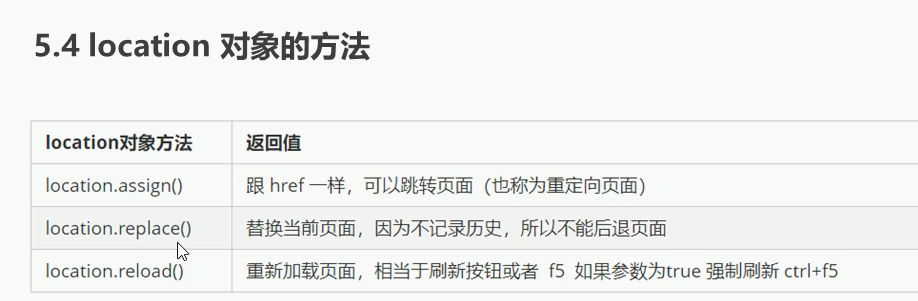 5.4 location 对象的方法
location对象方法 返回值
location.assign() 跟 href 一样，可以跳转页面（也称为重定向页面）
location.replace() 替换当前页面，因为不记录历史，所以不能后退页面
location.reload() 重新加载页面，相当于刷新按钮或者 f5 如果参数为true 强制刷新 ctrl+f5